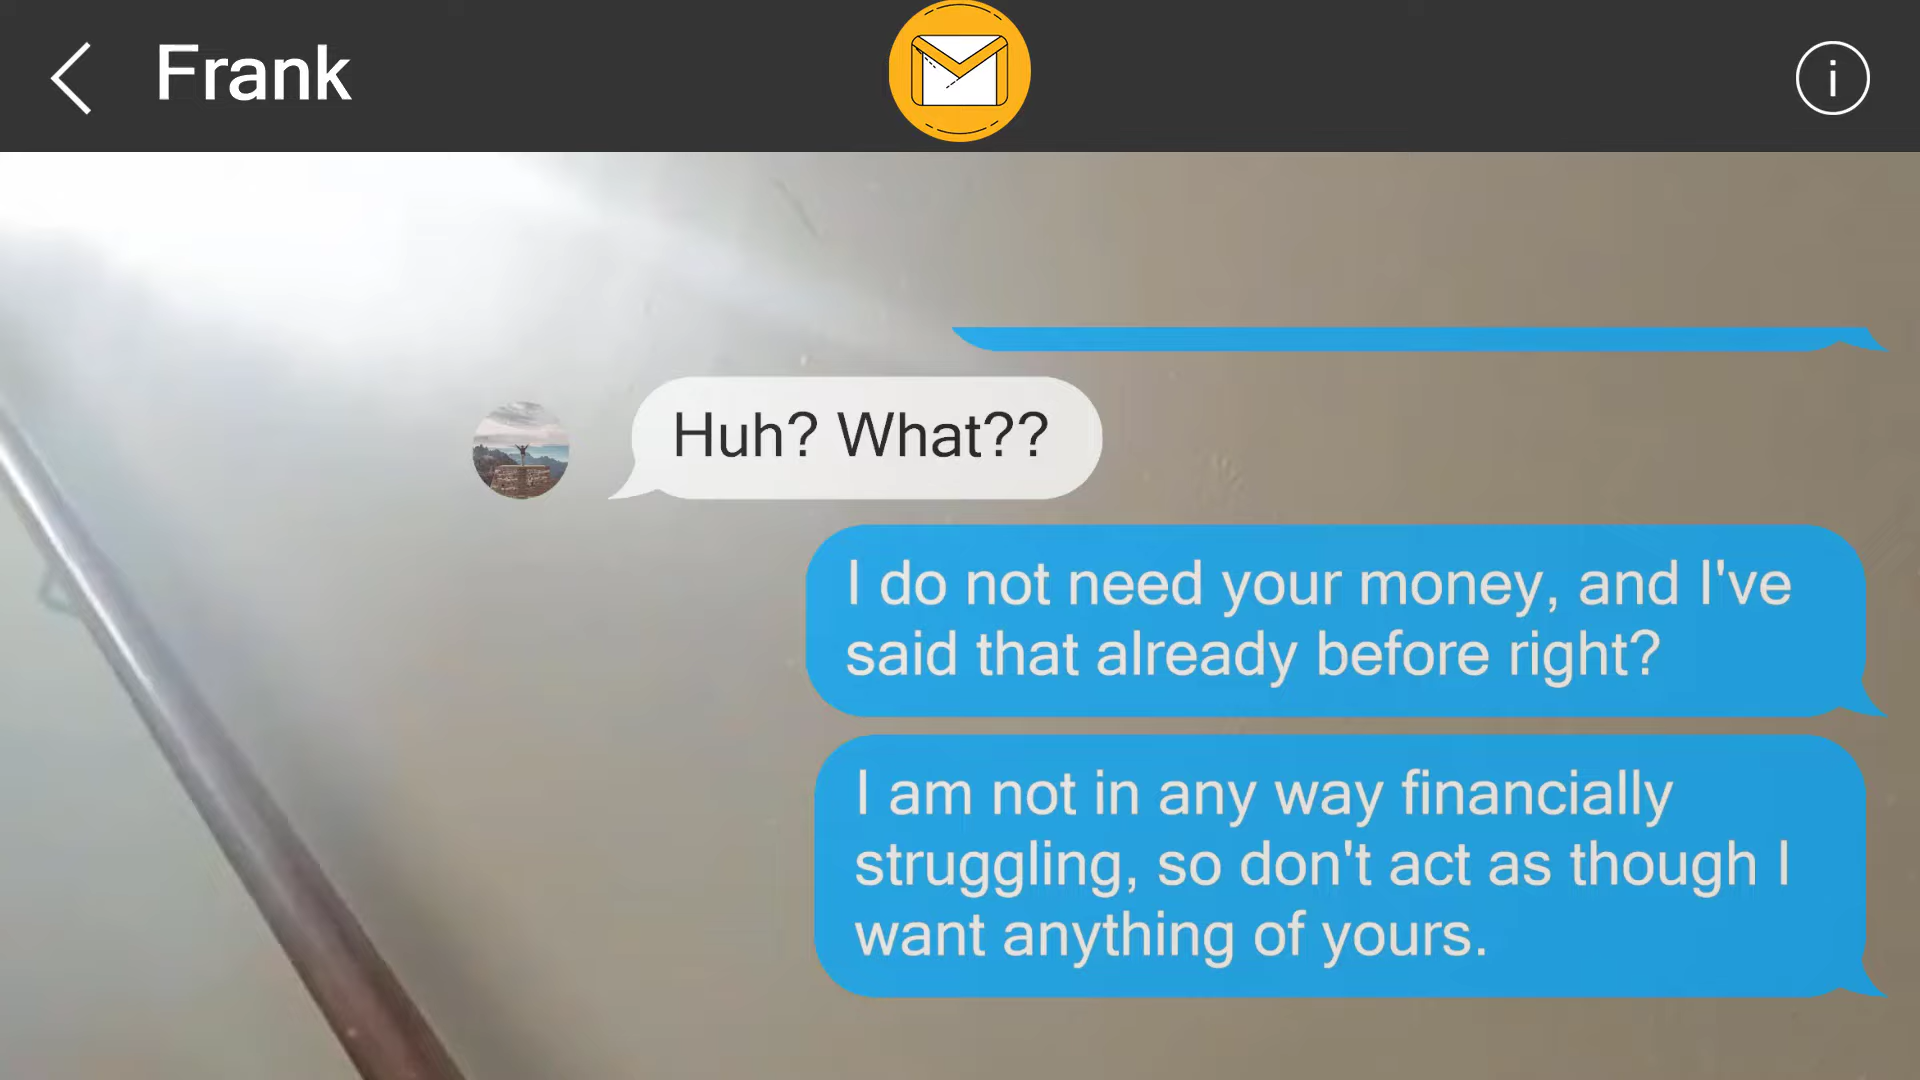 Frank
Huh? What??
I do not need your money, and I've
said that already before right?
I am not in any way financially
struggling, so don't act as though I
want anything of yours.